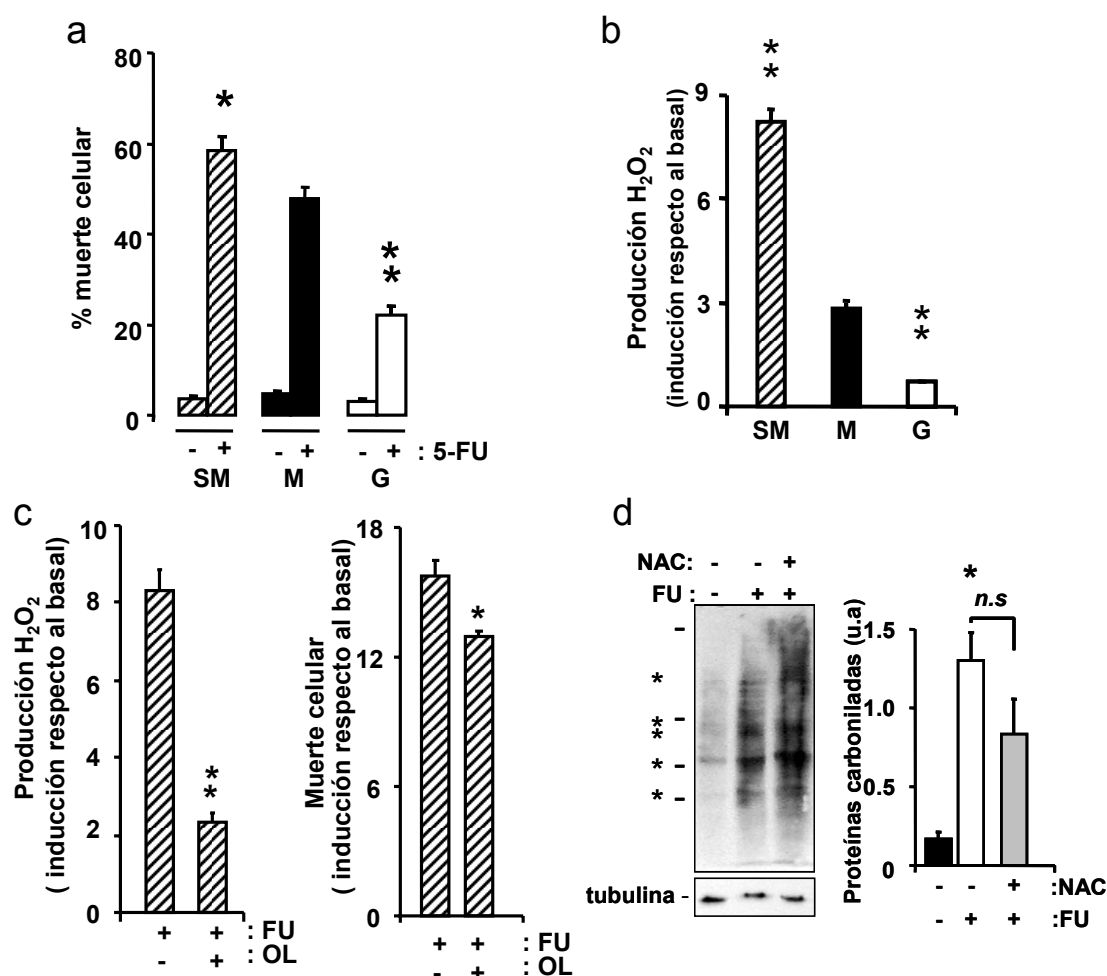 a
80
60
40
20
0
% muerte celular
*
*
*
- + - + - + : 5-FU
SM M G
b
9
6
3
0
Producción H2O2
(inducción respecto al basal)
*
*
*
*
SM M G
c
10
8
6
4
2
0
Producción H2O2
( inducción respecto al basal)
*
*
+ + : FU
- + : OL
18
12
6
0
Muerte celular
( inducción respecto al basal)
*
+ + : FU
- + : OL
d
NAC: - - +
FU : - + +
-
*
-
*
*
*
-
*
-
tubulina -
Proteínas carboniladas (u.a)
1.5
1.0
0.5
0.0
*
n.s
- - + :NAC
- + + :FU